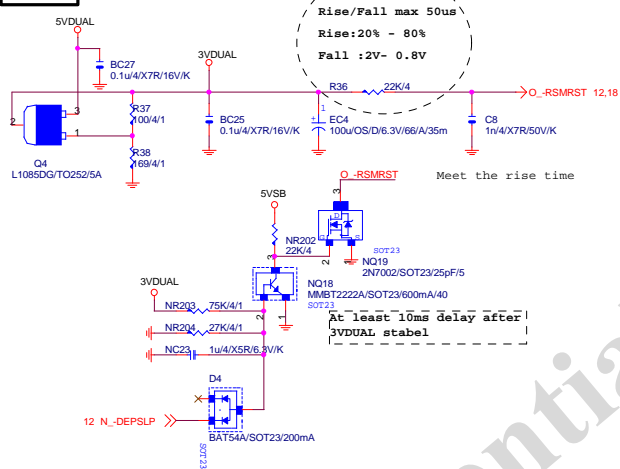 Rise/Fall max 50us
Rise:20% - 80%
Fall :2V- 0.8V
5VDUAL
BC27
0.1u/4/X7R/16V/K
3VDUAL
R36
22K/4
O_-RSMRST 12,18
3
2
1
R37
100/4/1
R38
169/4/1
BC25
0.1u/4/X7R/16V/K
1
EC4
100u/OS/D/6.3V/66/A/35m
C8
1n/4/X7R/50V/K
Q4
L1085DG/TO252/5A
O_-RSMRST
Meet the rise time
5VSB
NR202
22K/4
3
D
G
S
2
1
SOT23
NQ19
2N7002/SOT23/25pF/5
3
NQ18
MMBT2222A/SOT23/600mA/40
SOT23
2
1
3VDUAL
NR203
75K/4/1
NR204
27K/4/1
NC23
1u/4/X5R/6.3V/K
At least 10ms delay after
3VDUAL stabel
D4
12 N_-DEPSLP
BAT54A/SOT23/200mA
SOT23
ntia